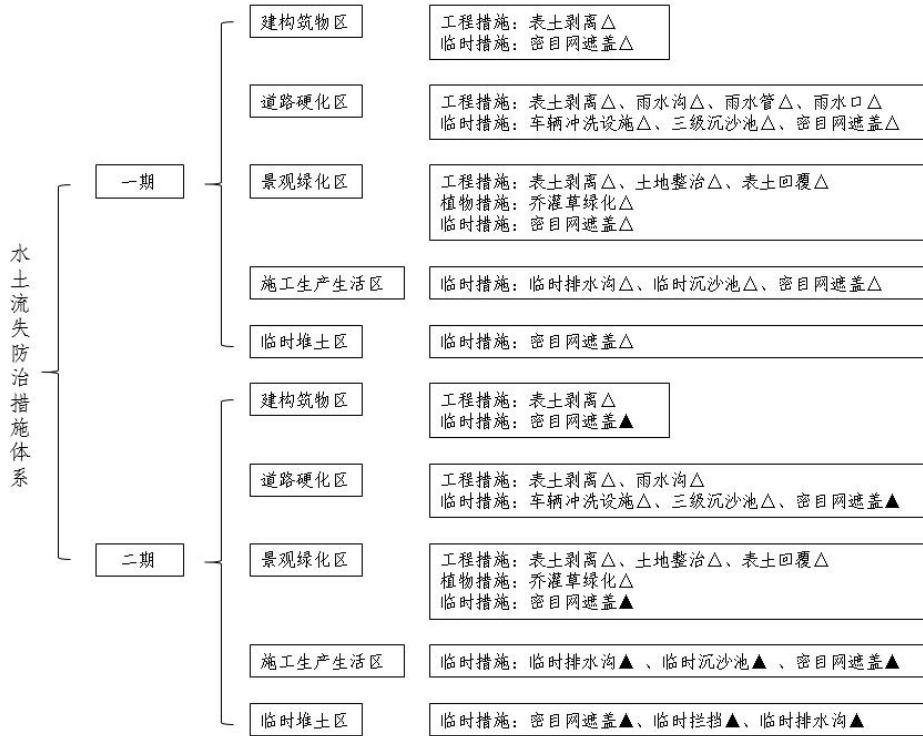 水土流失防治措施体系
一期
建构筑物区
工程措施：表土剥离△
临时措施：密目网遮盖△
道路硬化区
工程措施：表土剥离△、雨水沟△、雨水管△、雨水口△
临时措施：车辆冲洗设施△、三级沉沙池△、密目网遮盖△
景观绿化区
工程措施：表土剥离△、土地整治△、表土回覆△
植物措施：乔灌草绿化△
临时措施：密目网遮盖△
施工生产生活区
临时措施：临时排水沟△、临时沉沙池△、密目网遮盖△
临时堆土区
临时措施：密目网遮盖△
二期
建构筑物区
工程措施：表土剥离△
临时措施：密目网遮盖▲
道路硬化区
工程措施：表土剥离△、雨水沟△
临时措施：车辆冲洗设施△、三级沉沙池△、密目网遮盖▲
景观绿化区
工程措施：表土剥离△、土地整治△、表土回覆△
植物措施：乔灌草绿化△
临时措施：密目网遮盖▲
施工生产生活区
临时措施：临时排水沟▲ 、临时沉沙池▲ 、密目网遮盖▲
临时堆土区
临时措施：密目网遮盖▲、临时拦挡▲、临时排水沟▲